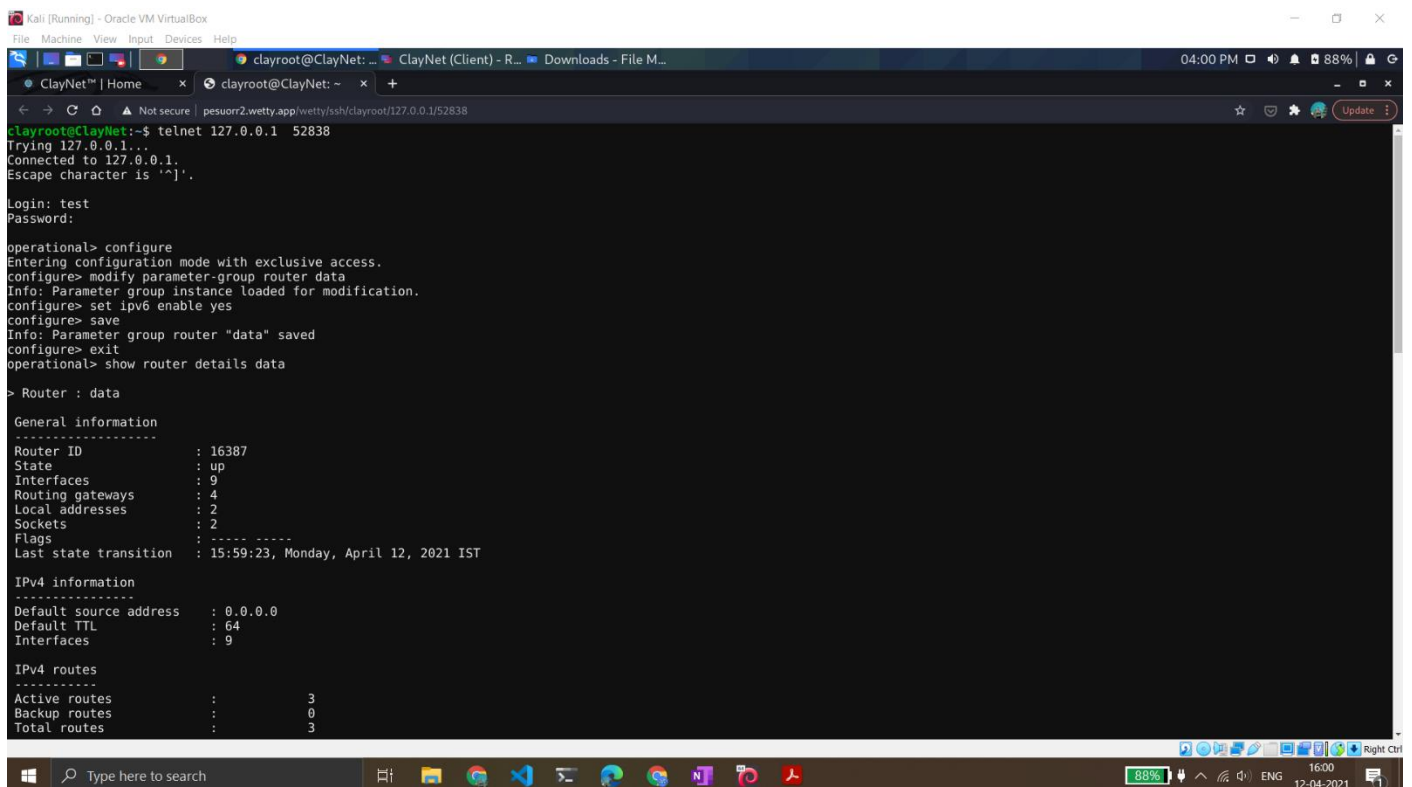 Kali [Running] - Oracle VM VirtualBox
File Machine View Input Devices Help
clayroot@ClayNet: ... ClayNet (Client) - R... Downloads - File M... 04:00 PM 88%
ClayNet™ | Home × clayroot@ClayNet: ~ × +
Not secure | pesuorr2.wetty.app/wetty/ssh/clayroot/127.0.0.1/52838 Update
clayroot@ClayNet:~$ telnet 127.0.0.1  52838
Trying 127.0.0.1...
Connected to 127.0.0.1.
Escape character is '^]'.
Login: test
Password:
operational> configure
Entering configuration mode with exclusive access.
configure> modify parameter-group router data
Info: Parameter group instance loaded for modification.
configure> set ipv6 enable yes
configure> save
Info: Parameter group router "data" saved
configure> exit
operational> show router details data
> Router : data
General information
-------------------
Router ID : 16387
State : up
Interfaces : 9
Routing gateways : 4
Local addresses : 2
Sockets : 2
Flags : ----- -----
Last state transition : 15:59:23, Monday, April 12, 2021 IST
IPv4 information
----------------
Default source address : 0.0.0.0
Default TTL : 64
Interfaces : 9
IPv4 routes
-----------
Active routes : 3
Backup routes : 0
Total routes : 3
Right Ctrl
Type here to search 88% ENG 16:00
12-04-2021